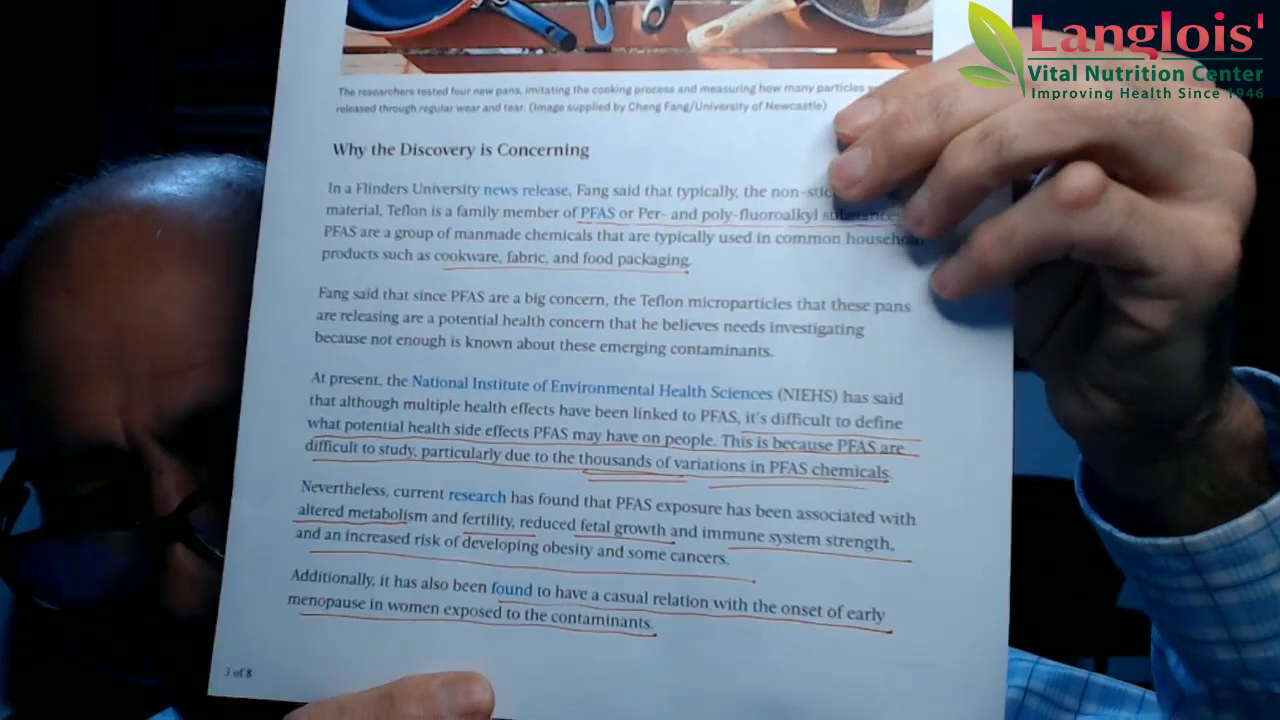 Langlois'
Vital Nutrition Center
Improving Health Since 1946
The researchers tested four new pans, imitating the cooking process and measuring how many particles
released through regular wear and tear. (Image supplied by Cheng Fang/University of Newcastle)
Why the Discovery is Concerning
In a Flinders University news release, Fang said that typically, the
material, Teflon is a family member of PFAS or Per- and poly-fluoroalkyl
PFAS are a group of manmade chemicals that are typically used in common
products such as cookware, fabric, and food packaging.
Fang said that since PFAS are a big concern, the Teflon microparticles that these pans
are releasing are a potential health concern that he believes needs investigating
because not enough is known about these emerging contaminants.
At present, the National Institute of Environmental Health Sciences (NIEHS) has said
that although multiple health effects have been linked to PFAS, it's difficult to define
what potential health side effects PFAS may have on people. This is because PFAS are
difficult to study, particularly due to the thousands of variations in PFAS chemicals.
Nevertheless, current research has found that PFAS exposure has been associated with
altered metabolism and fertility, reduced fetal growth and immune system strength,
and an increased risk of developing obesity and some cancers.
Additionally, it has also been found to have a casual relation with the onset of early
menopause in women exposed to the contaminants.
3 of 8